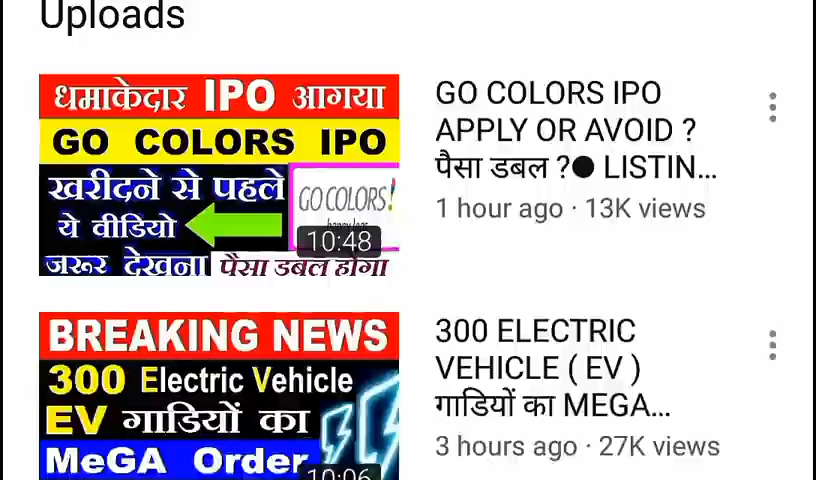 Uploads
धमाकेदार IPO आगया
GO COLORS IPO
खरीदने से पहले
ये वीडियो
GO COLORS!
10:48
जरूर देखना पैसा डबल होगा
GO COLORS IPO
APPLY OR AVOID ?
पैसा डबल ?● LISTIN...
1 hour ago · 13K views
BREAKING NEWS
300 Electric Vehicle
EV गाडियों का
MeGA Order
10:06
300 ELECTRIC
VEHICLE ( EV )
गाडियों का MEGA...
3 hours ago · 27K views